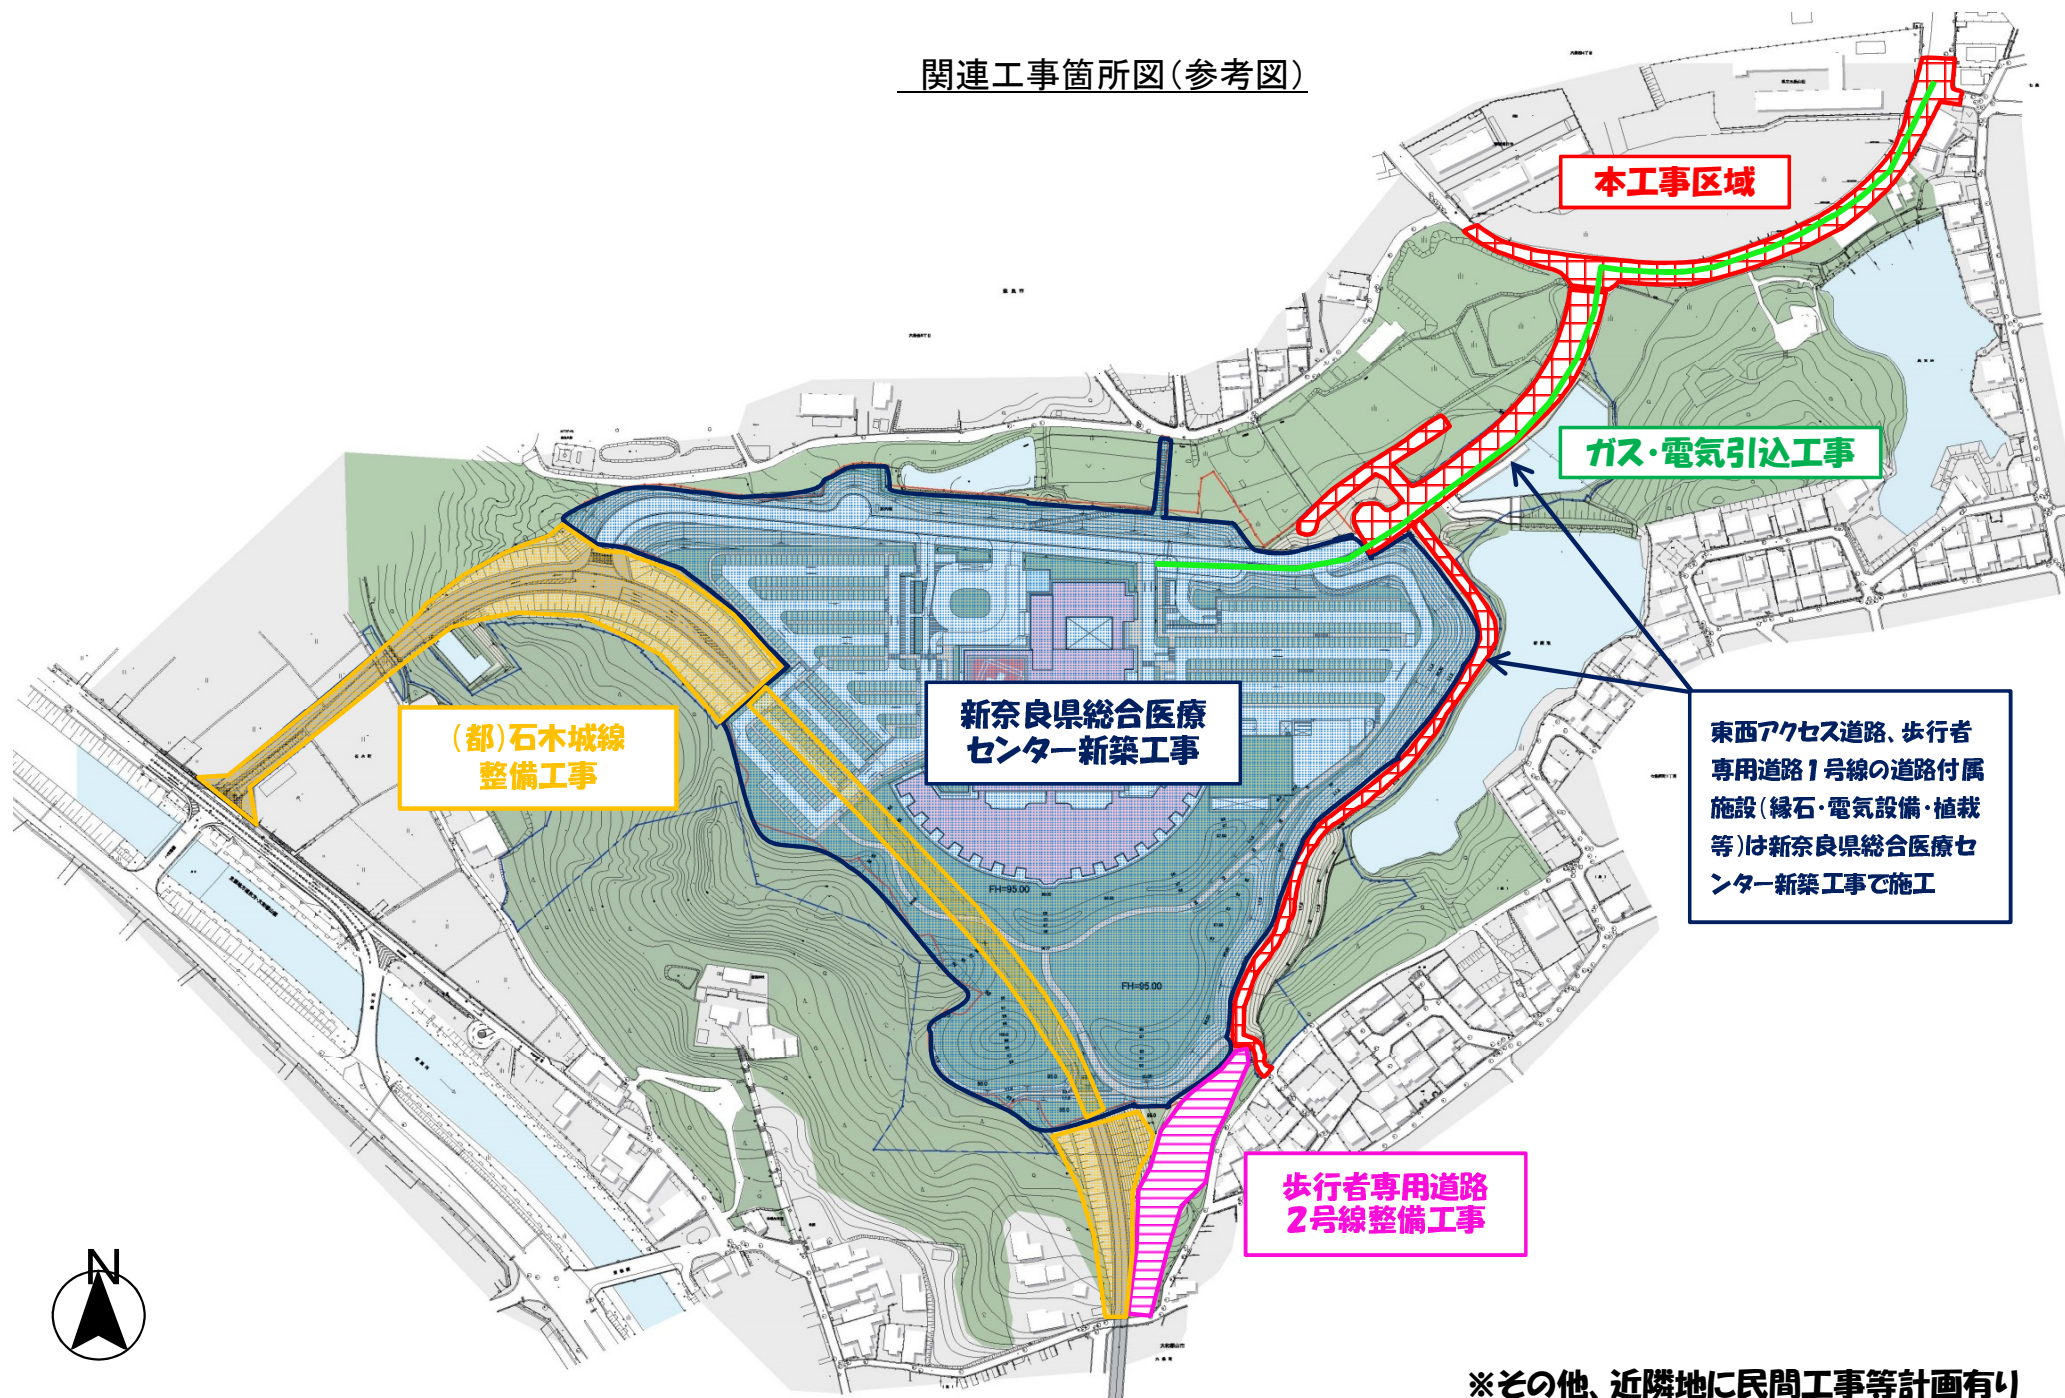 関連工事箇所図(参考図)
本工事区域
ガス・電気引込工事
(都)石木城線
整備工事
新奈良県総合医療
センター新築工事
東西アクセス道路、歩行者
専用道路1号線の道路付属
施設(縁石・電気設備・植栽
等)は新奈良県総合医療セ
ンター新築工事で施工
FH=95.00
FH=95.00
歩行者専用道路
2号線整備工事
N
※その他、近隣地に民間工事等計画有り